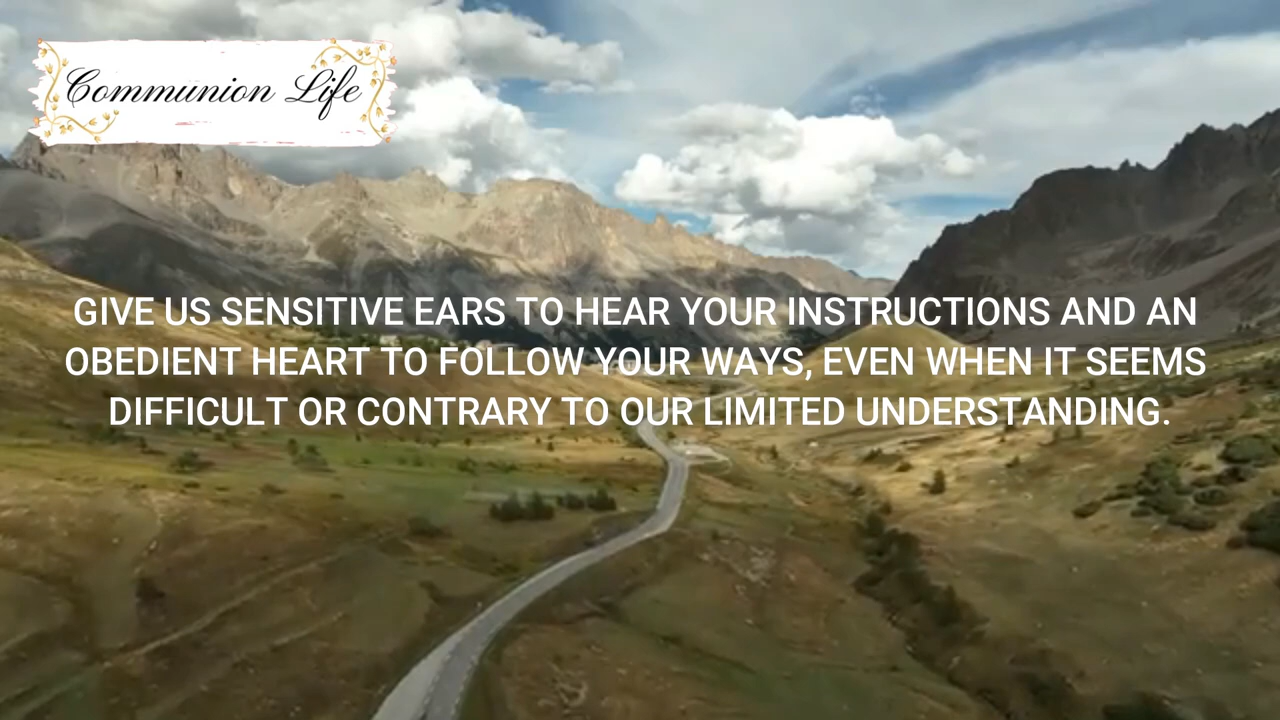 Communion Life
GIVE US SENSITIVE EARS TO HEAR YOUR INSTRUCTIONS AND AN
OBEDIENT HEART TO FOLLOW YOUR WAYS, EVEN WHEN IT SEEMS
DIFFICULT OR CONTRARY TO OUR LIMITED UNDERSTANDING.